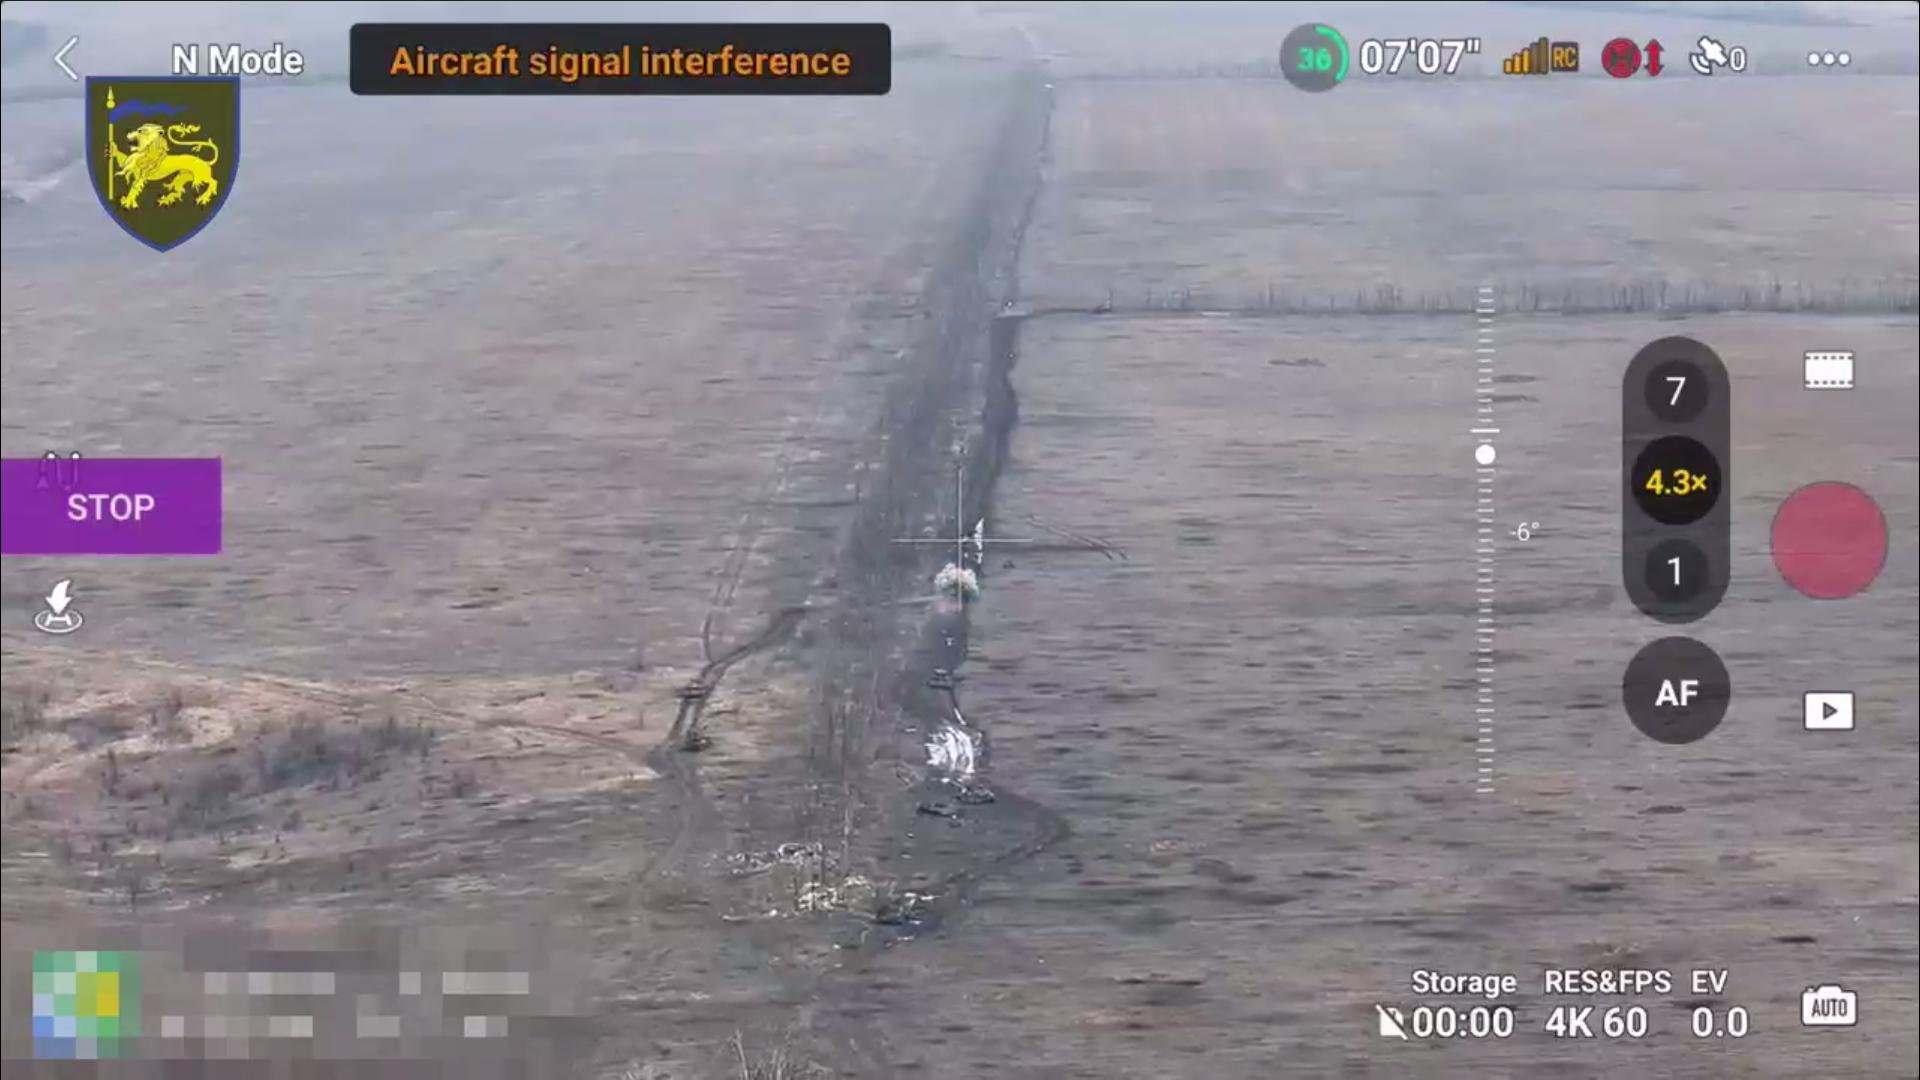 N Mode
Aircraft signal interference
36
07'07"
RC
0
STOP
7
4.3×
1
-6°
AF
Storage RES&FPS EV
00:00 4K 60 0.0
AUTO